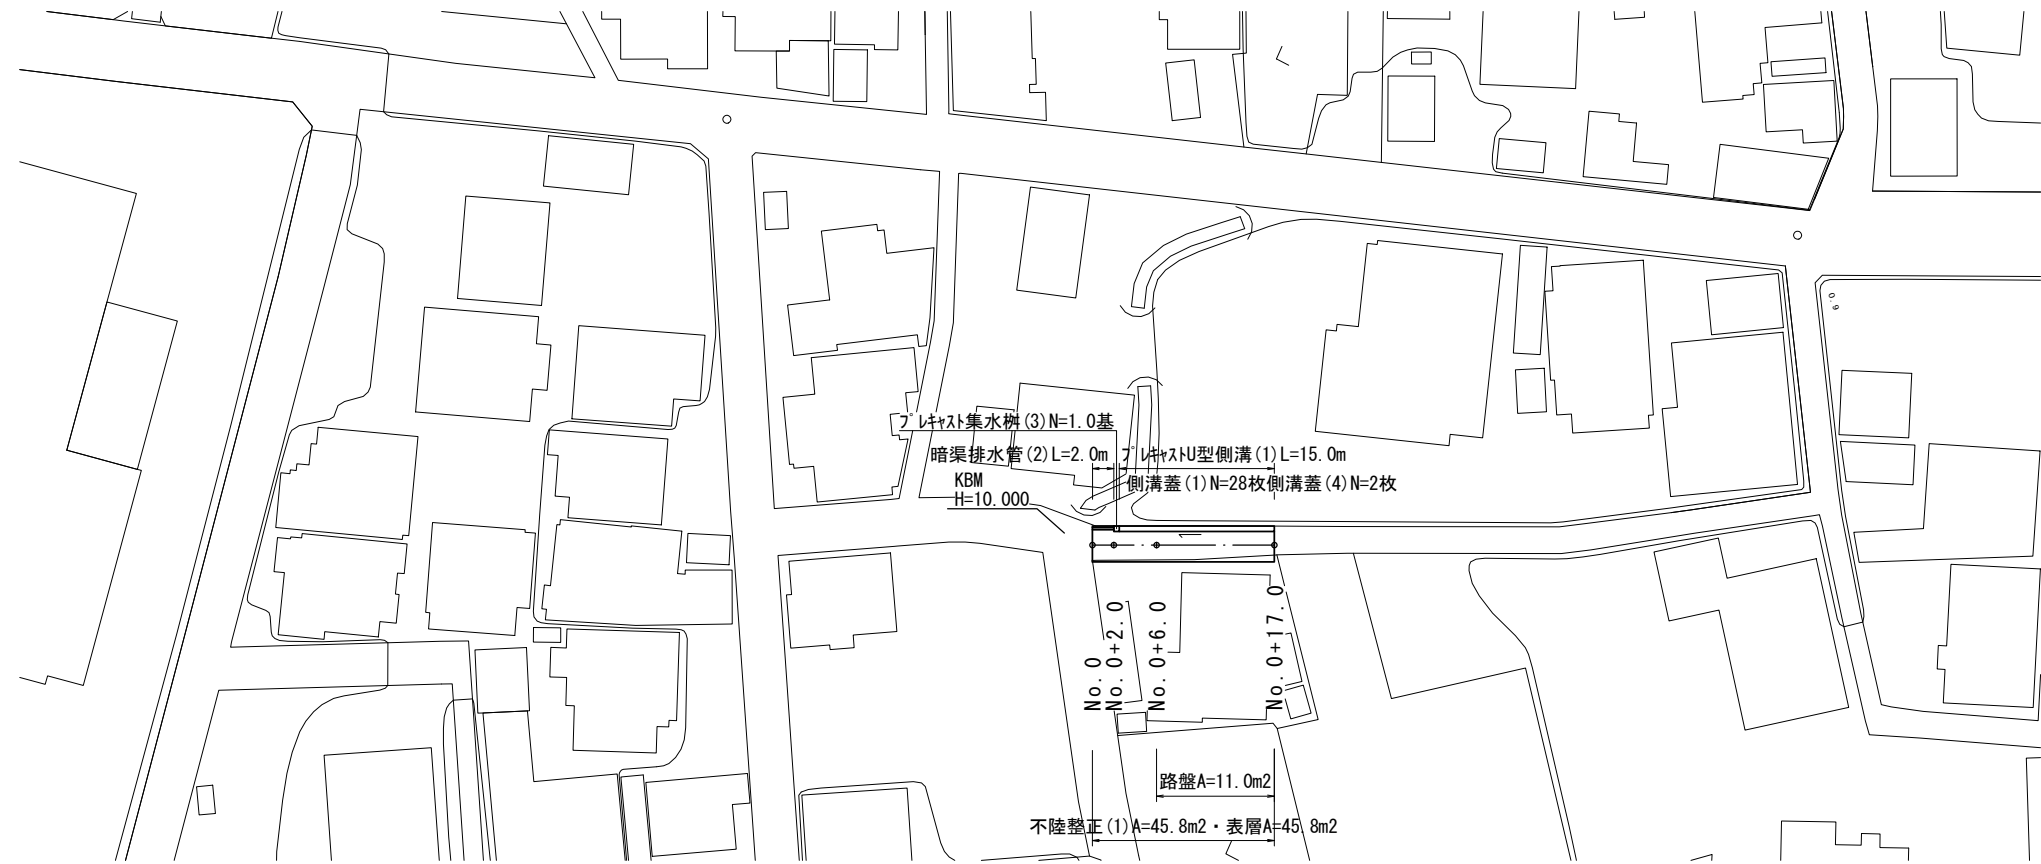 0.9
プレキャスト集水桝(3)N=1.0基
暗渠排水管(2)L=2.0m
プレキャストU型側溝(1)L=15.0m
側溝蓋(1)N=28枚側溝蓋(4)N=2枚
KBM
H=10.000
No.0
No.0+2.0
No.0+6.0
No.0+17.0
路盤A=11.0m2
不陸整正(1)A=45.8m2・表層A=45.8m2